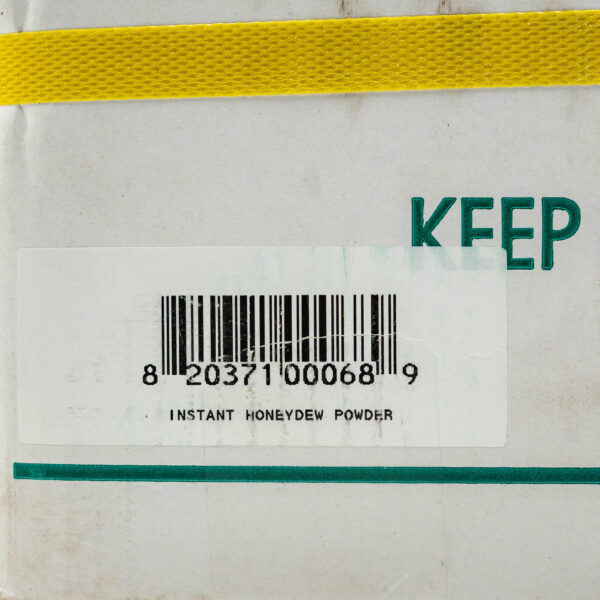 KEEP
8 20371 00068 9
INSTANT HONEYDEW POWDER